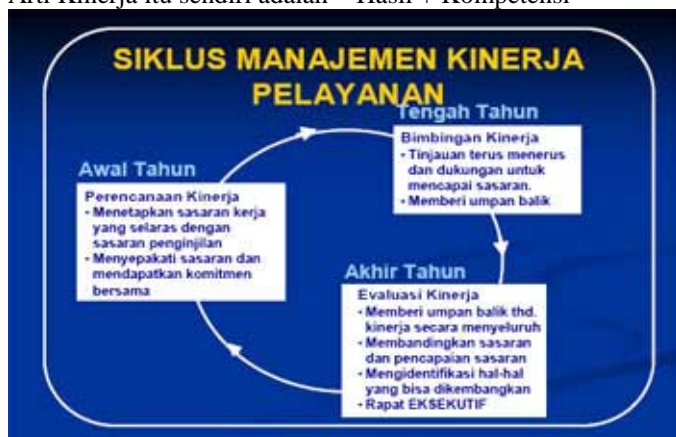 Arti Kinerja itu sendiri adalah = Hasil + Kompetensi
SIKLUS MANAJEMEN KINERJA
PELAYANAN
Tengah Tahun
Bimbingan Kinerja
- Tinjauan terus menerus
dan dukungan untuk
mencapai sasaran.
- Memberi umpan balik
Awal Tahun
Perencanaan Kinerja
- Menetapkan sasaran kerja
yang selaras dengan
sasaran penginjilan
- Menyepakati sasaran dan
mendapatkan komitmen
bersama
Akhir Tahun
Evaluasi Kinerja
- Memberi umpan balik thd.
kinerja secara menyeluruh
- Membandingkan sasaran
dan pencapaian sasaran
- Mengidentifikasi hal-hal
yang bisa dikembangkan
- Rapat EKSEKUTIF